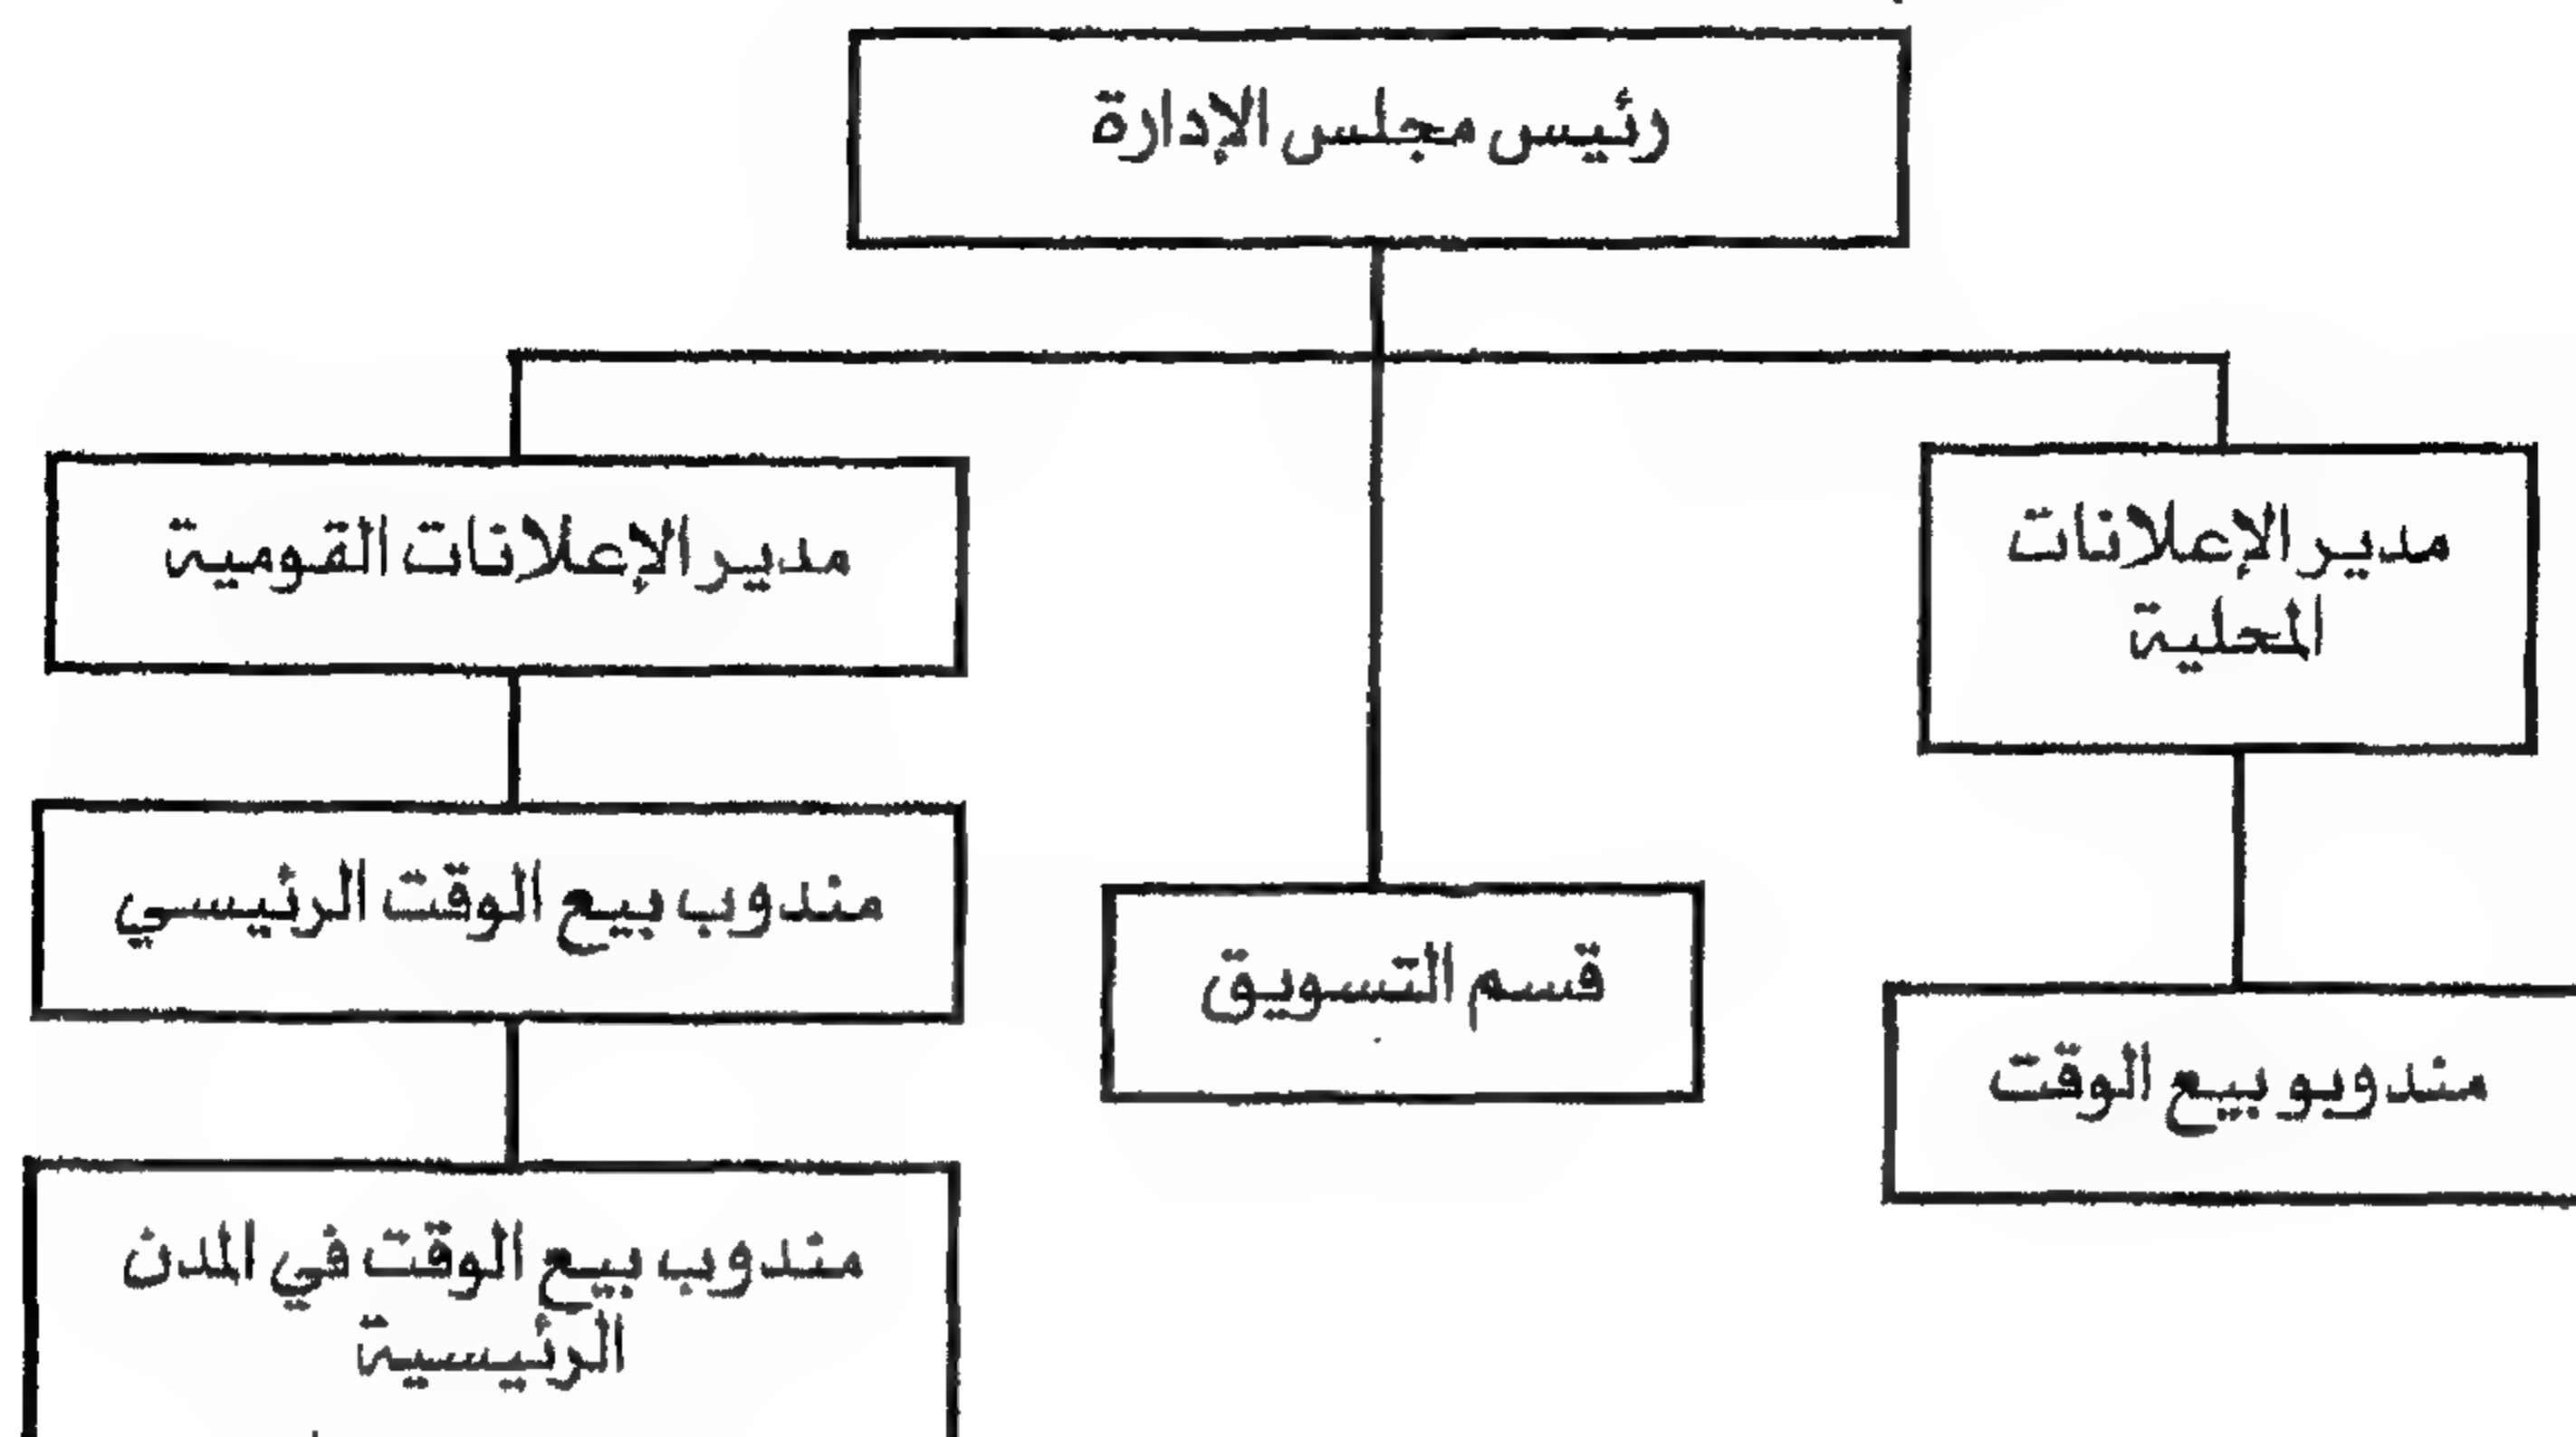 رئيس مجلس الإدارة
مدير الإعلانات
المحلية
مدير الإعلانات القومية
مندوب بيع الوقت الرئيسي
قسم التسويق
مندوبو بيع الوقت
مندوب بيع الوقت في المدن
الرئيسية